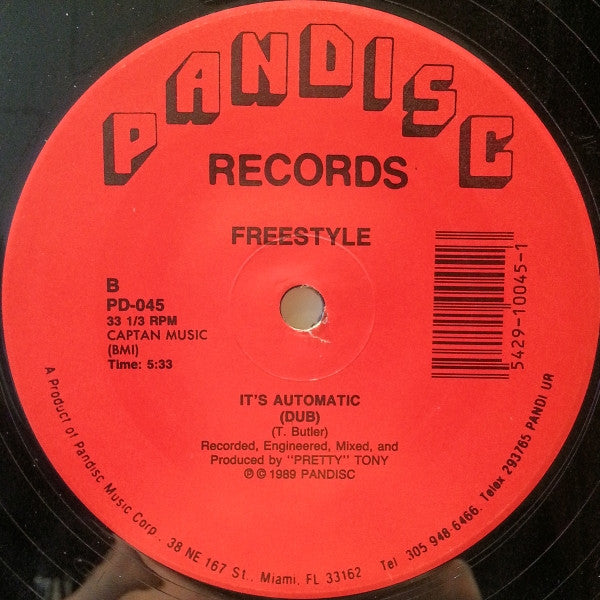 PANDISC
RECORDS
FREESTYLE
B
PD-045
33 1/3 RPM
CAPTAN MUSIC
(BMI)
Time: 5:33
5429-10045-1
IT'S AUTOMATIC
(DUB)
(T. Butler)
Recorded, Engineered, Mixed, and
Produced by "PRETTY" TONY
℗ © 1989 PANDISC
A Product of Pandisc Music Corp. 38 NE 167 St., Miami, FL 33162 Tel 305 948-6466. Telex 293765 PANDI UR